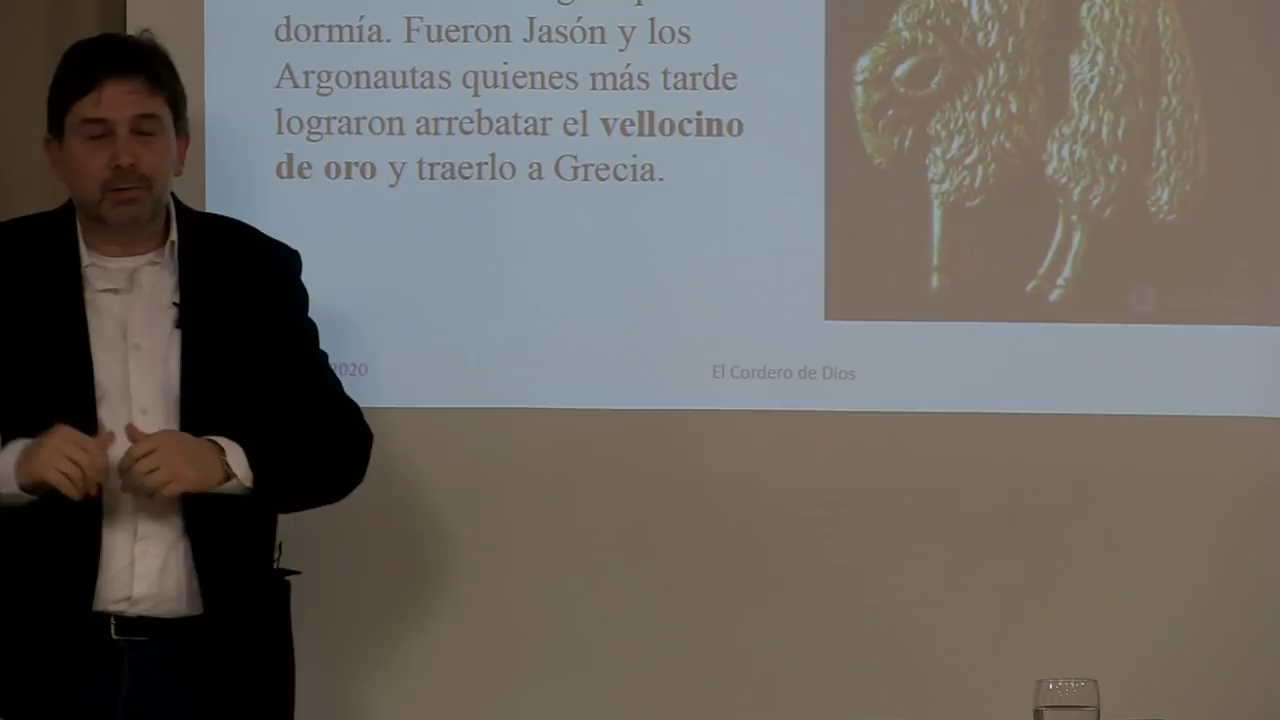 dormía. Fueron Jasón y los
Argonautas quienes más tarde
lograron arrebatar el vellocino
de oro y traerlo a Grecia.
2020
El Cordero de Dios